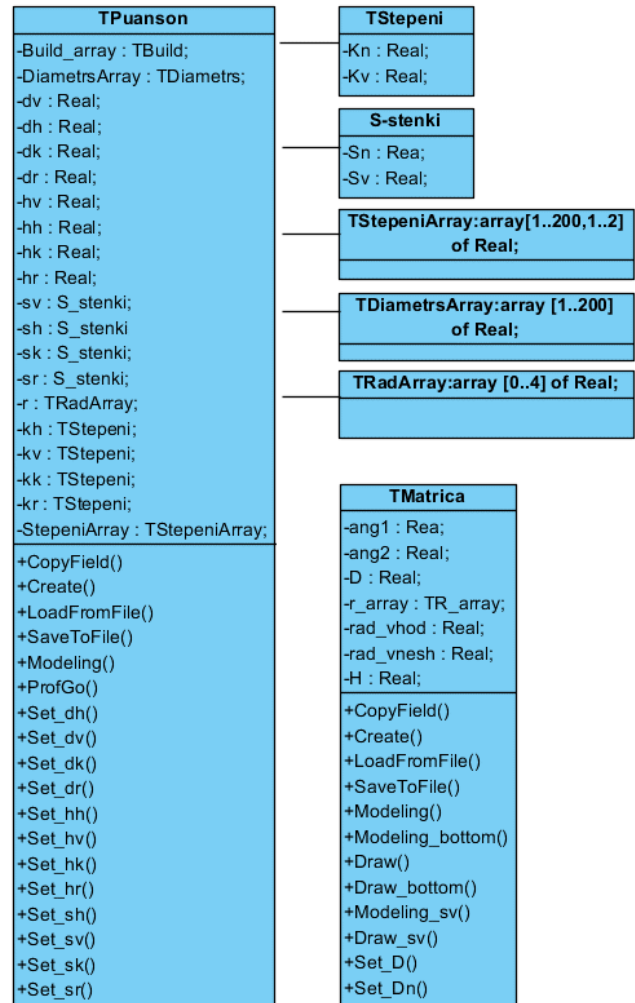 TPuanson
-Build_array : TBuild;
-DiametrsArray : TDiametrs;
-dv : Real;
-dh : Real;
-dk : Real;
-dr : Real;
-hv : Real;
-hh : Real;
-hk : Real;
-hr : Real;
-sv : S_stenki;
-sh : S_stenki
-sk : S_stenki;
-sr : S_stenki;
-r : TRadArray;
-kh : TStepeni;
-kv : TStepeni;
-kk : TStepeni;
-kr : TStepeni;
-StepeniArray : TStepeniArray;
+CopyField()
+Create()
+LoadFromFile()
+SaveToFile()
+Modeling()
+ProfGo()
+Set_dh()
+Set_dv()
+Set_dk()
+Set_dr()
+Set_hh()
+Set_hv()
+Set_hk()
+Set_hr()
+Set_sh()
+Set_sv()
+Set_sk()
+Set_sr()
TStepeni
-Kn : Real;
-Kv : Real;
S-stenki
-Sn : Rea;
-Sv : Real;
TStepeniArray:array[1..200,1..2]
of Real;
TDiametrsArray:array [1..200]
of Real;
TRadArray:array [0..4] of Real;
TMatrica
-ang1 : Rea;
-ang2 : Real;
-D : Real;
-r_array : TR_array;
-rad_vhod : Real;
-rad_vnesh : Real;
-H : Real;
+CopyField()
+Create()
+LoadFromFile()
+SaveToFile()
+Modeling()
+Modeling_bottom()
+Draw()
+Draw_bottom()
+Modeling_sv()
+Draw_sv()
+Set_D()
+Set_Dn()